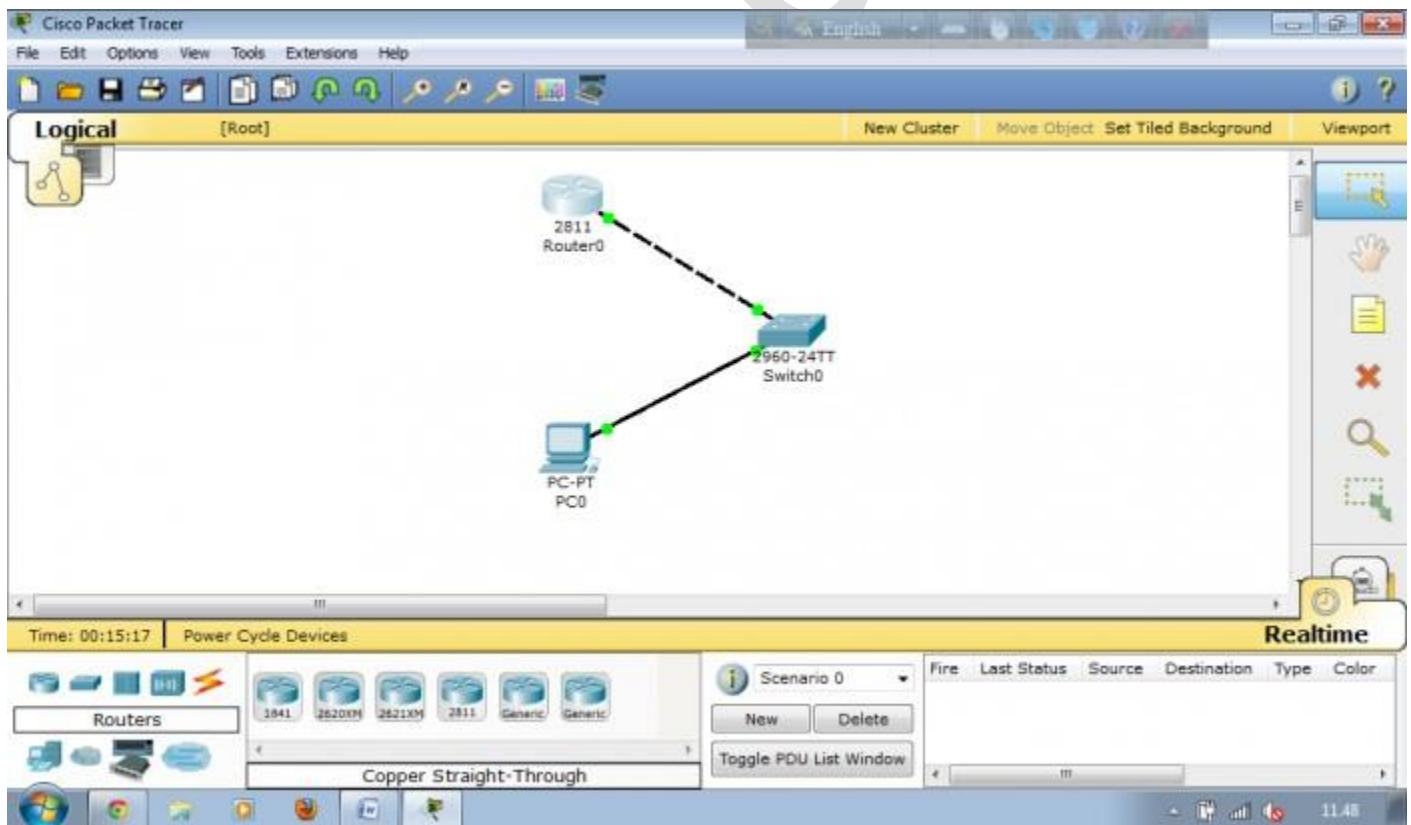 Cisco Packet Tracer
English
File Edit Options View Tools Extensions Help
Logical [Root] New Cluster Move Object Set Tiled Background Viewport
2811
Router0
2960-24TT
Switch0
PC-PT
PC0
Time: 00:15:17 Power Cycle Devices Realtime
Scenario 0 Fire Last Status Source Destination Type Color
1841 2620XM 2621XM 2811 Generic Generic
Routers New Delete
Toggle PDU List Window
Copper Straight-Through
11.48